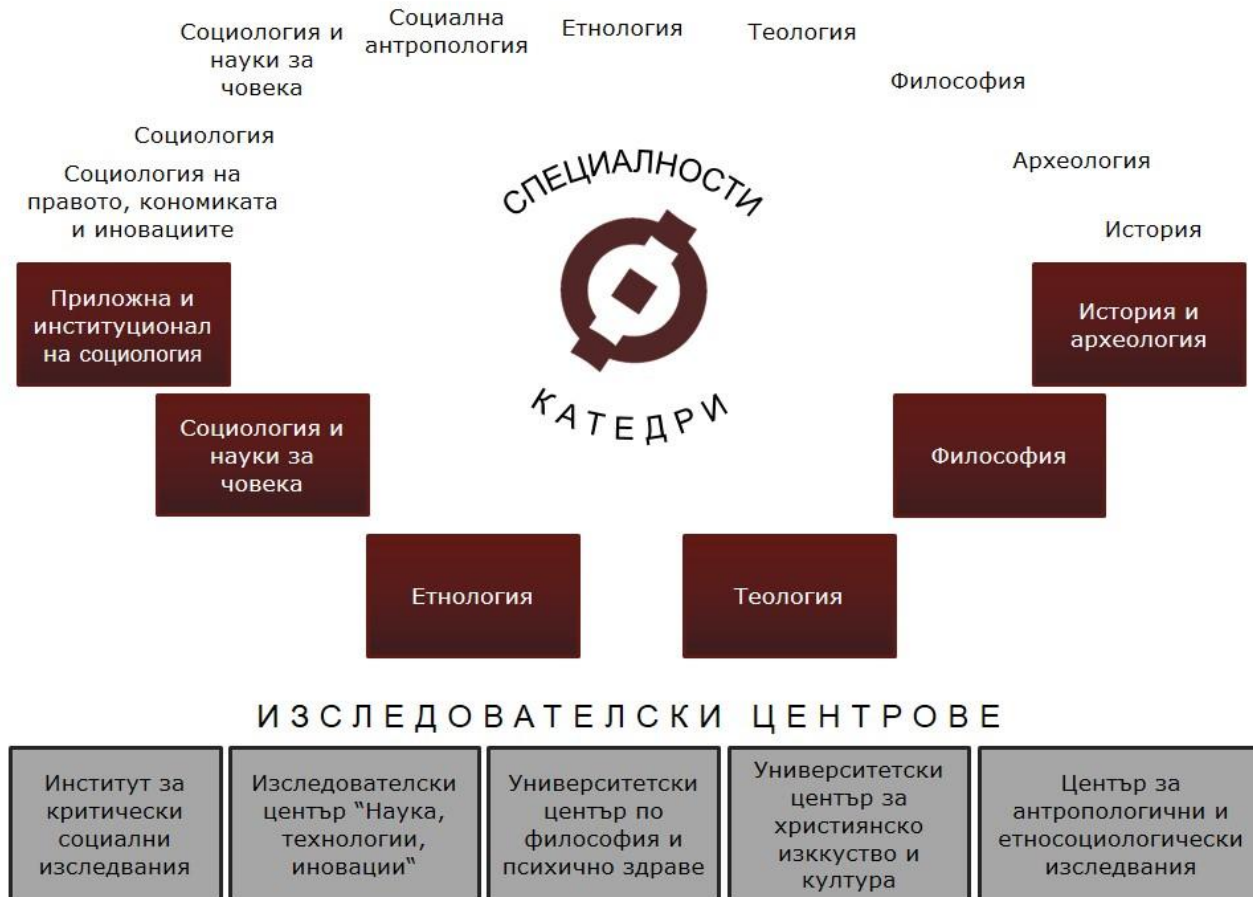 Социология и
науки за
човека
Социална
антропология
Етнология
Теология
Философия
Социология
Археология
Социология на
правото, кономиката
и иновациите
История
СПЕЦИАЛНОСТИ
КАТЕДРИ
Приложна и
институционал
на социология
История и
археология
Социология и
науки за
човека
Философия
Етнология
Теология
ИЗСЛЕДОВАТЕЛСКИ ЦЕНТРОВЕ
Институт за
критически
социални
изследвания
Изследователски
център “Наука,
технологии,
иновации“
Университетски
център по
философия и
психично здраве
Университетски
център за
християнско
изккуство и
култура
Център за
антропологични и
етносоциологически
изследвания